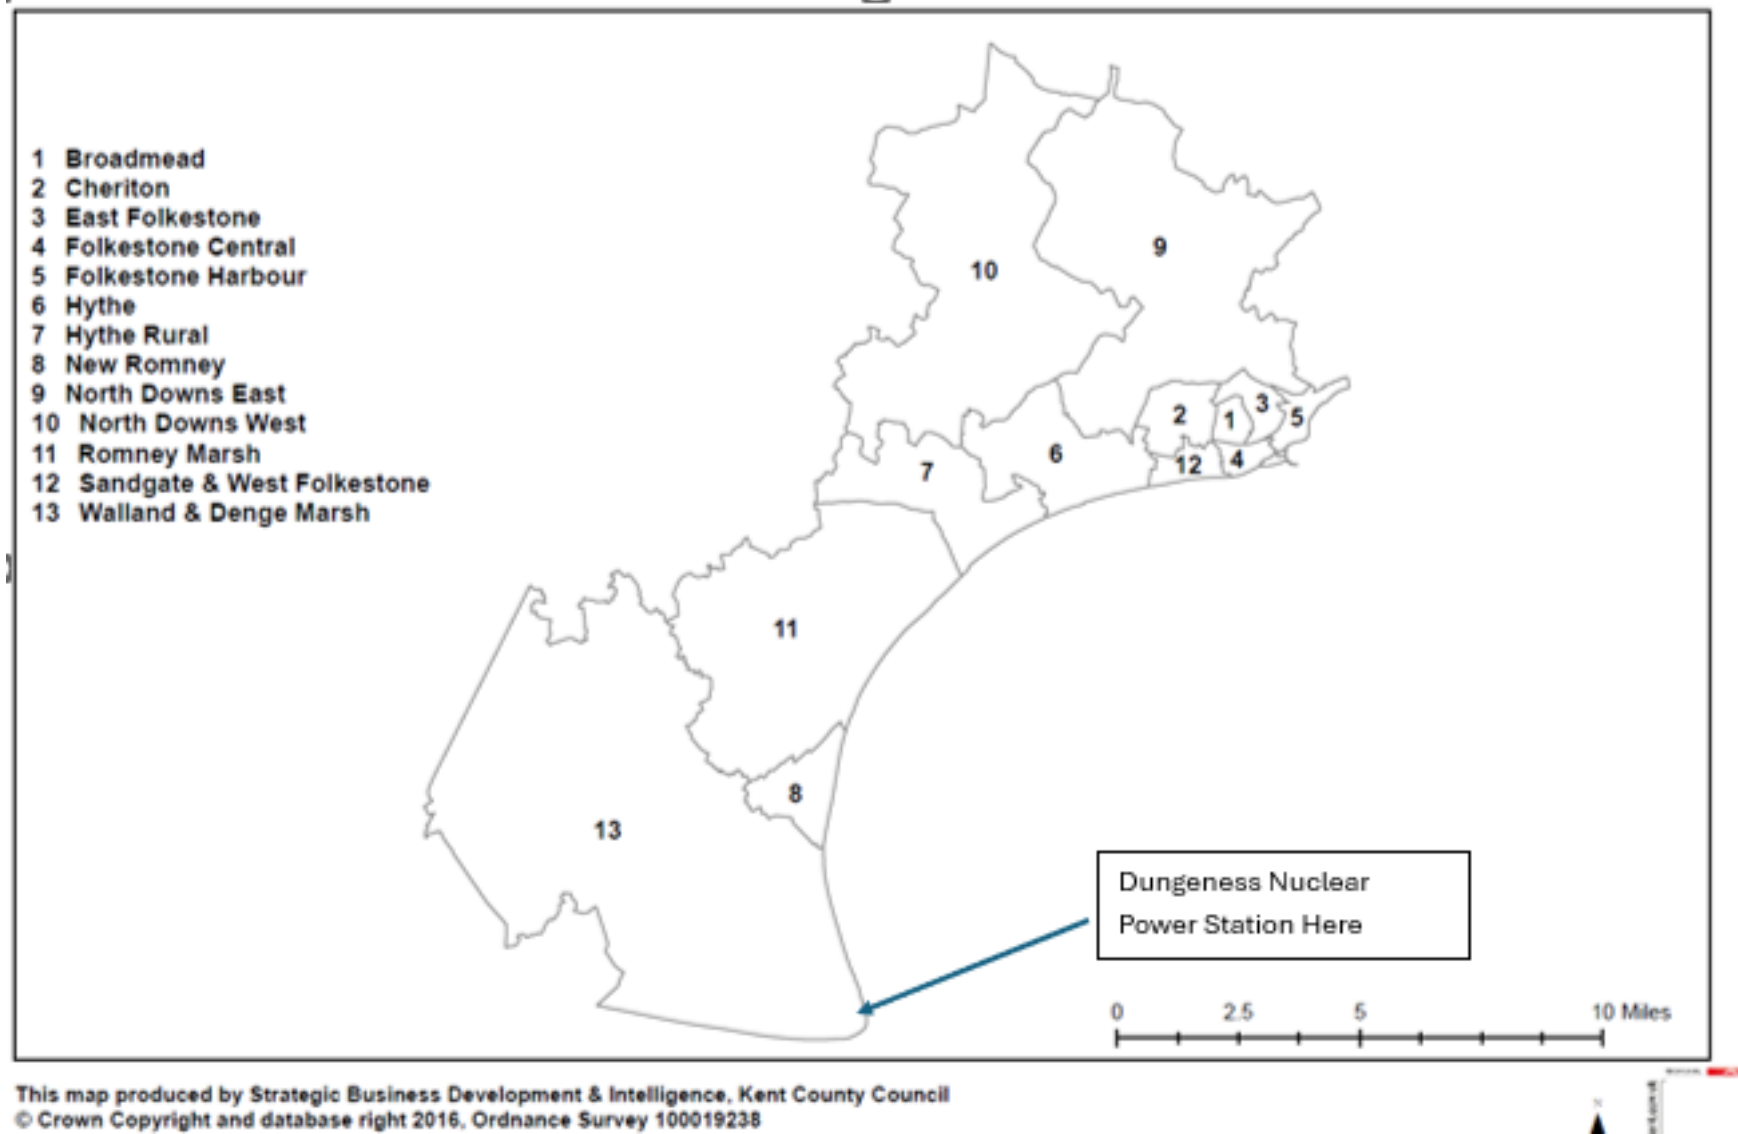 1 Broadmead
2 Cheriton
3 East Folkestone
4 Folkestone Central
5 Folkestone Harbour
6 Hythe
7 Hythe Rural
8 New Romney
9 North Downs East
10 North Downs West
11 Romney Marsh
12 Sandgate & West Folkestone
13 Walland & Denge Marsh
10
9
2
1
3
5
6
12
4
7
11
8
13
Dungeness Nuclear
Power Station Here
0 2.5 5 10 Miles
This map produced by Strategic Business Development & Intelligence, Kent County Council
© Crown Copyright and database right 2016, Ordnance Survey 100019238
N